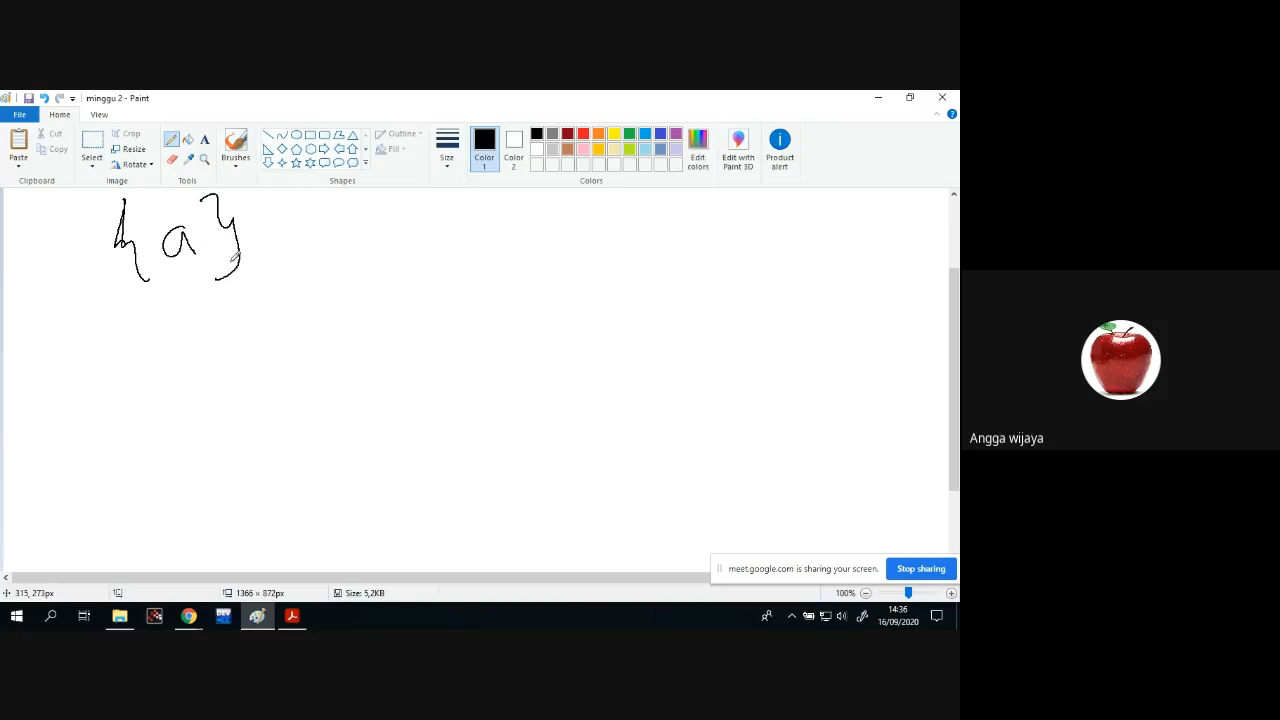 minggu 2 - Paint
File Home View
Cut Crop Outline
Copy Resize Fill Edit Edit with Product
Paste Select Rotate Brushes Size Color Color colors Paint 3D alert
1 2
Clipboard Image Tools Shapes Colors
{a}
Angga wijaya
meet.google.com is sharing your screen. Stop sharing
315, 273px 1366 × 872px Size: 5,2KB 100%
DEV
14:36
16/09/2020